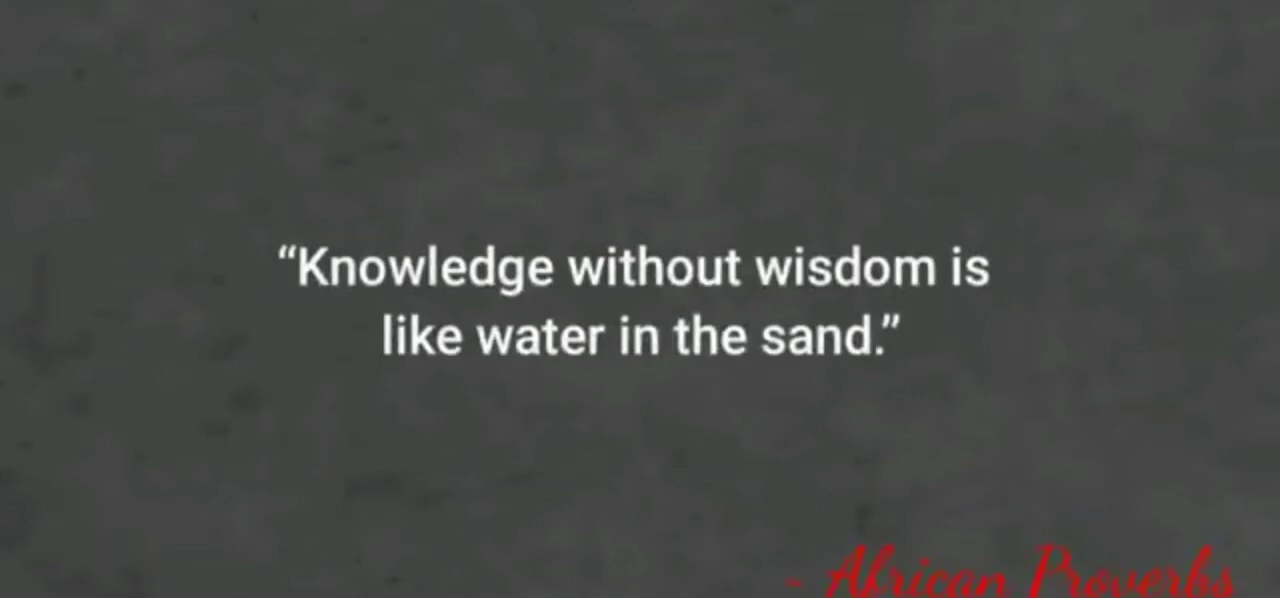 “Knowledge without wisdom is
like water in the sand.”
- African Proverbs